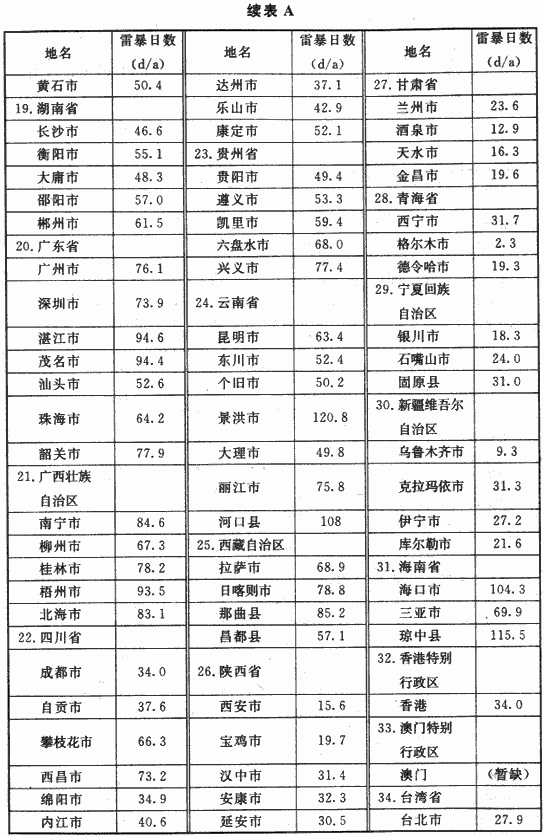 续表 A
地名 雷暴日数(d/a) 地名 雷暴日数(d/a) 地名 雷暴日数(d/a)
黄石市 50.4 达州市 37.1 27.甘肃省
19.湖南省 乐山市 42.9 兰州市 23.6
长沙市 46.6 康定市 52.1 酒泉市 12.9
衡阳市 55.1 23.贵州省 天水市 16.3
大庸市 48.3 贵阳市 49.4 金昌市 19.6
邵阳市 57.0 遵义市 53.3 28.青海省
郴州市 61.5 凯里市 59.4 西宁市 31.7
20.广东省 六盘水市 68.0 格尔木市 2.3
广州市 76.1 兴义市 77.4 德令哈市 19.3
深圳市 73.9 24.云南省 29.宁夏回族自治区
湛江市 94.6 昆明市 63.4 银川市 18.3
茂名市 94.4 东川市 52.4 石嘴山市 24.0
汕头市 52.6 个旧市 50.2 固原县 31.0
珠海市 64.2 景洪市 120.8 30.新疆维吾尔自治区
韶关市 77.9 大理市 49.8 乌鲁木齐市 9.3
21.广西壮族自治区 丽江市 75.8 克拉玛依市 31.3
南宁市 84.6 河口县 108 伊宁市 27.2
柳州市 67.3 25.西藏自治区 库尔勒市 21.6
桂林市 78.2 拉萨市 68.9 31.海南省
梧州市 93.5 日喀则市 78.8 海口市 104.3
北海市 83.1 那曲县 85.2 三亚市 69.9
22.四川省 昌都县 57.1 琼中县 115.5
成都市 34.0 26.陕西省 32.香港特别行政区
自贡市 37.6 西安市 15.6 香港 34.0
攀枝花市 66.3 宝鸡市 19.7 33.澳门特别行政区
西昌市 73.2 汉中市 31.4 澳门 (暂缺)
绵阳市 34.9 安康市 32.3 34.台湾省
内江市 40.6 延安市 30.5 台北市 27.9